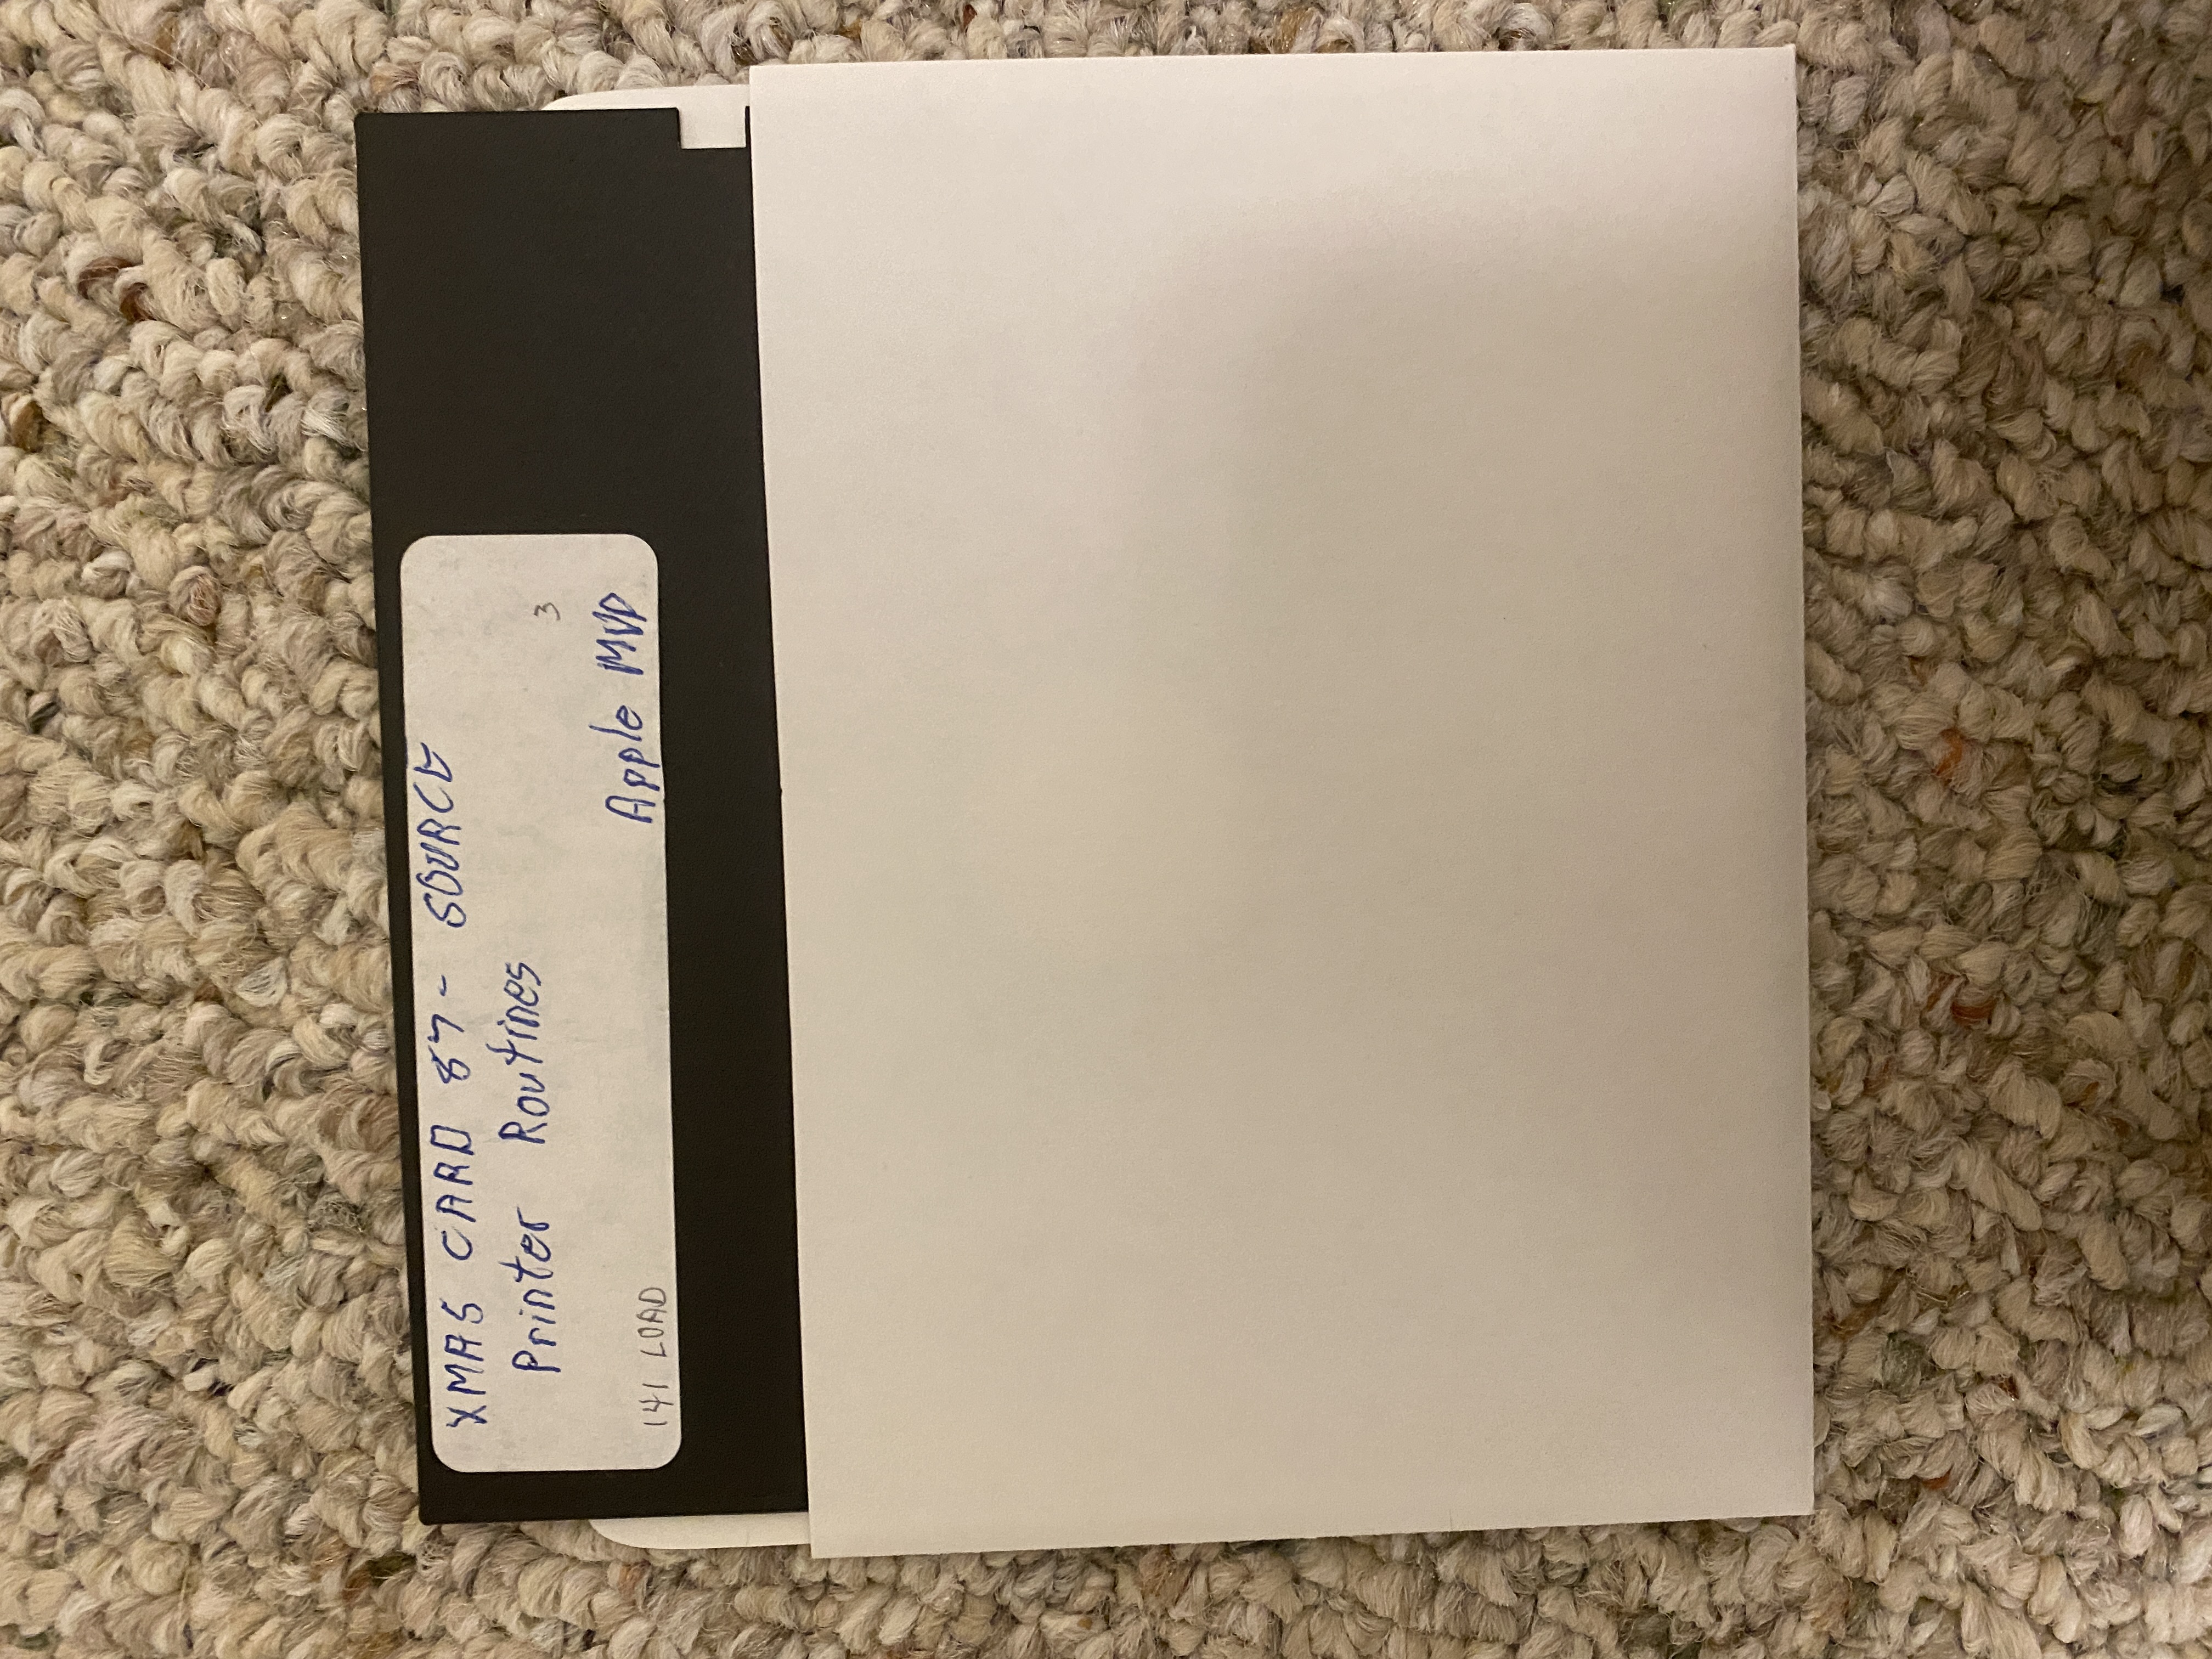 XMAS CARD 87- SOURCE
Printer Routines
3
Apple MVP
141 LOAD